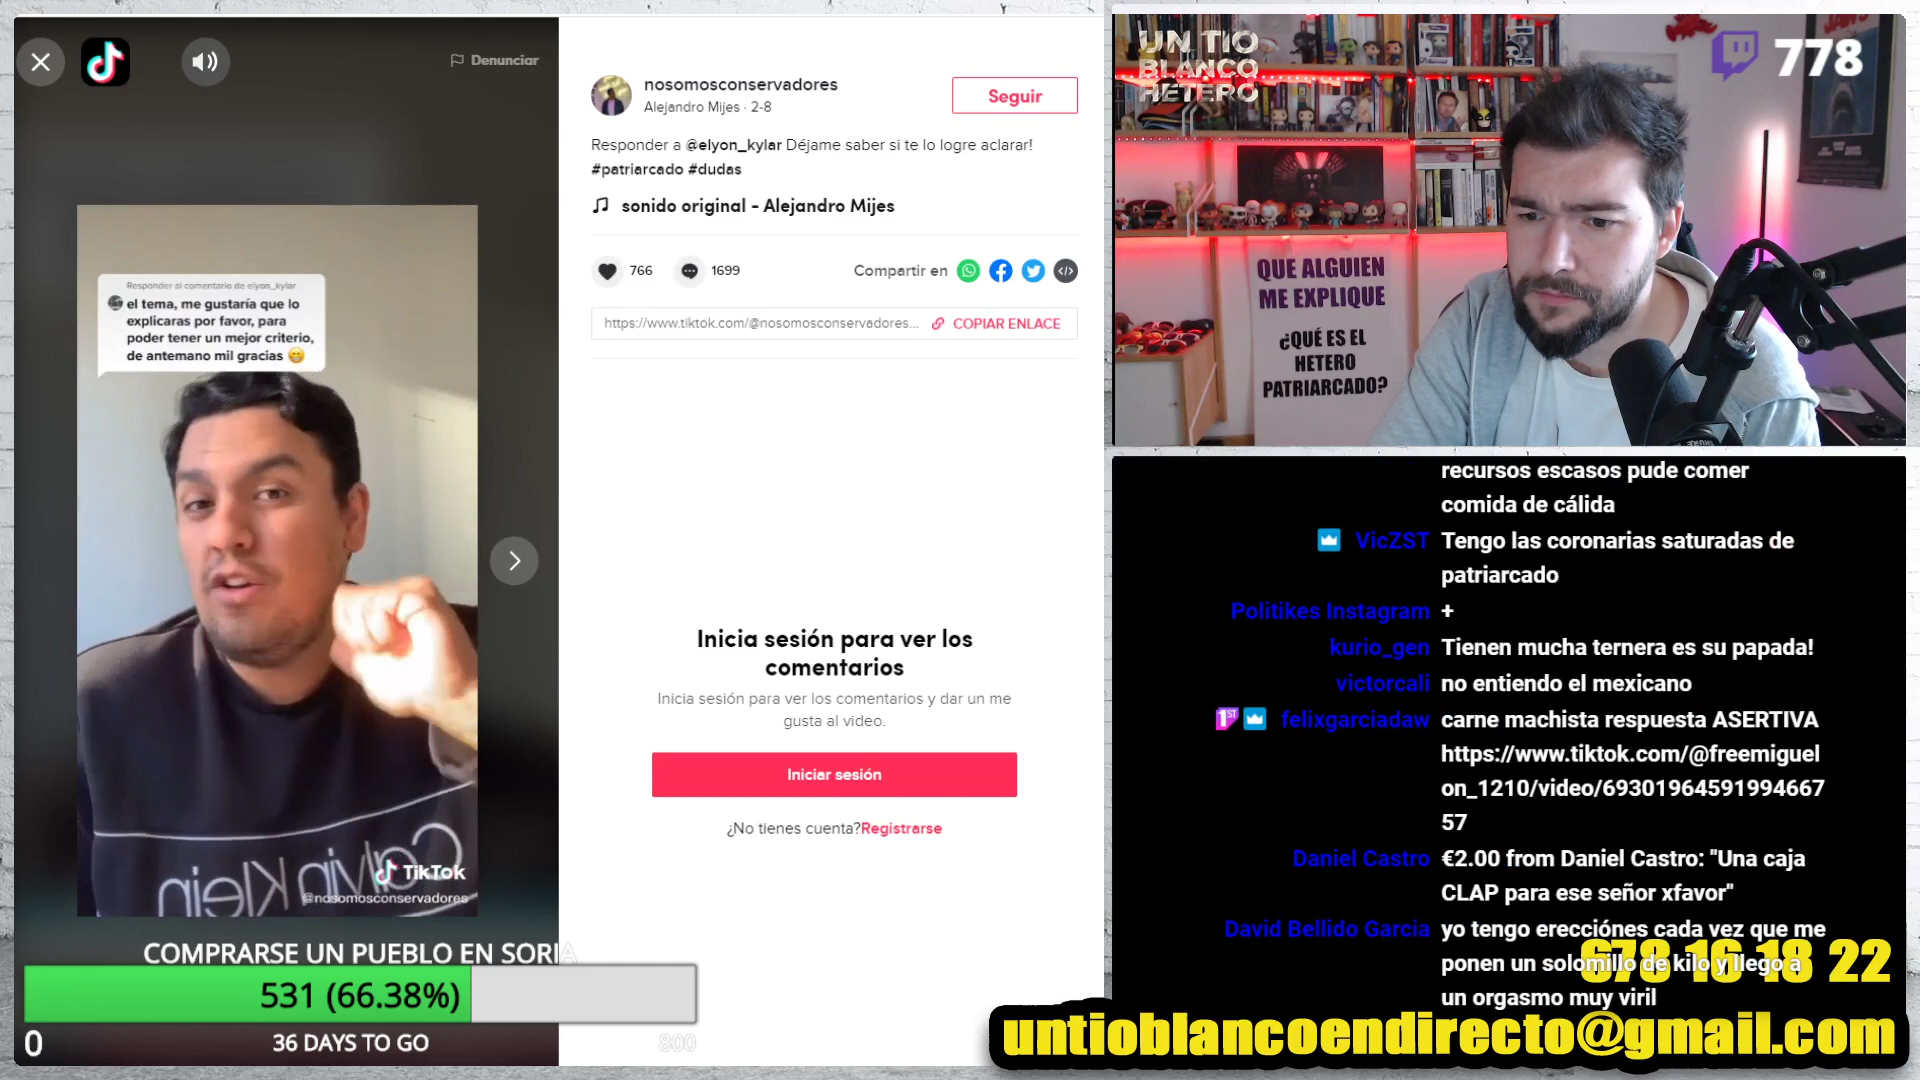 Denunciar
Responder al comentario de elyon_kylar
el tema, me gustaría que lo
explicaras por favor, para
poder tener un mejor criterio,
de antemano mil gracias
Calvin Klein
TikTok
@nosomosconservadores
COMPRARSE UN PUEBLO EN SORIA
531 (66.38%)
0
36 DAYS TO GO
800
nosomosconservadores
Alejandro Mijes · 2-8
Seguir
Responder a @elyon_kylar Déjame saber si te lo logre aclarar!
#patriarcado #dudas
sonido original - Alejandro Mijes
766
1699
Compartir en
https://www.tiktok.com/@nosomosconservadores...
COPIAR ENLACE
Inicia sesión para ver los
comentarios
Inicia sesión para ver los comentarios y dar un me
gusta al video.
Iniciar sesión
¿No tienes cuenta?Registrarse
UN TIO
BLANCO
HETERO
778
QUE ALGUIEN
ME EXPLIQUE
¿QUÉ ES EL
HETERO
PATRIARCADO?
recursos escasos pude comer
comida de cálida
VicZST Tengo las coronarias saturadas de
patriarcado
Politikes Instagram +
kurio_gen Tienen mucha ternera es su papada!
victorcali no entiendo el mexicano
1ST felixgarciadaw carne machista respuesta ASERTIVA
https://www.tiktok.com/@freemiguel
on_1210/video/69301964591994667
57
Daniel Castro €2.00 from Daniel Castro: "Una caja
CLAP para ese señor xfavor"
David Bellido Garcia yo tengo erecciónes cada vez que me
ponen un solomillo de kilo y llego a
un orgasmo muy viril
678 16 18 22
untioblancoendirecto@gmail.com